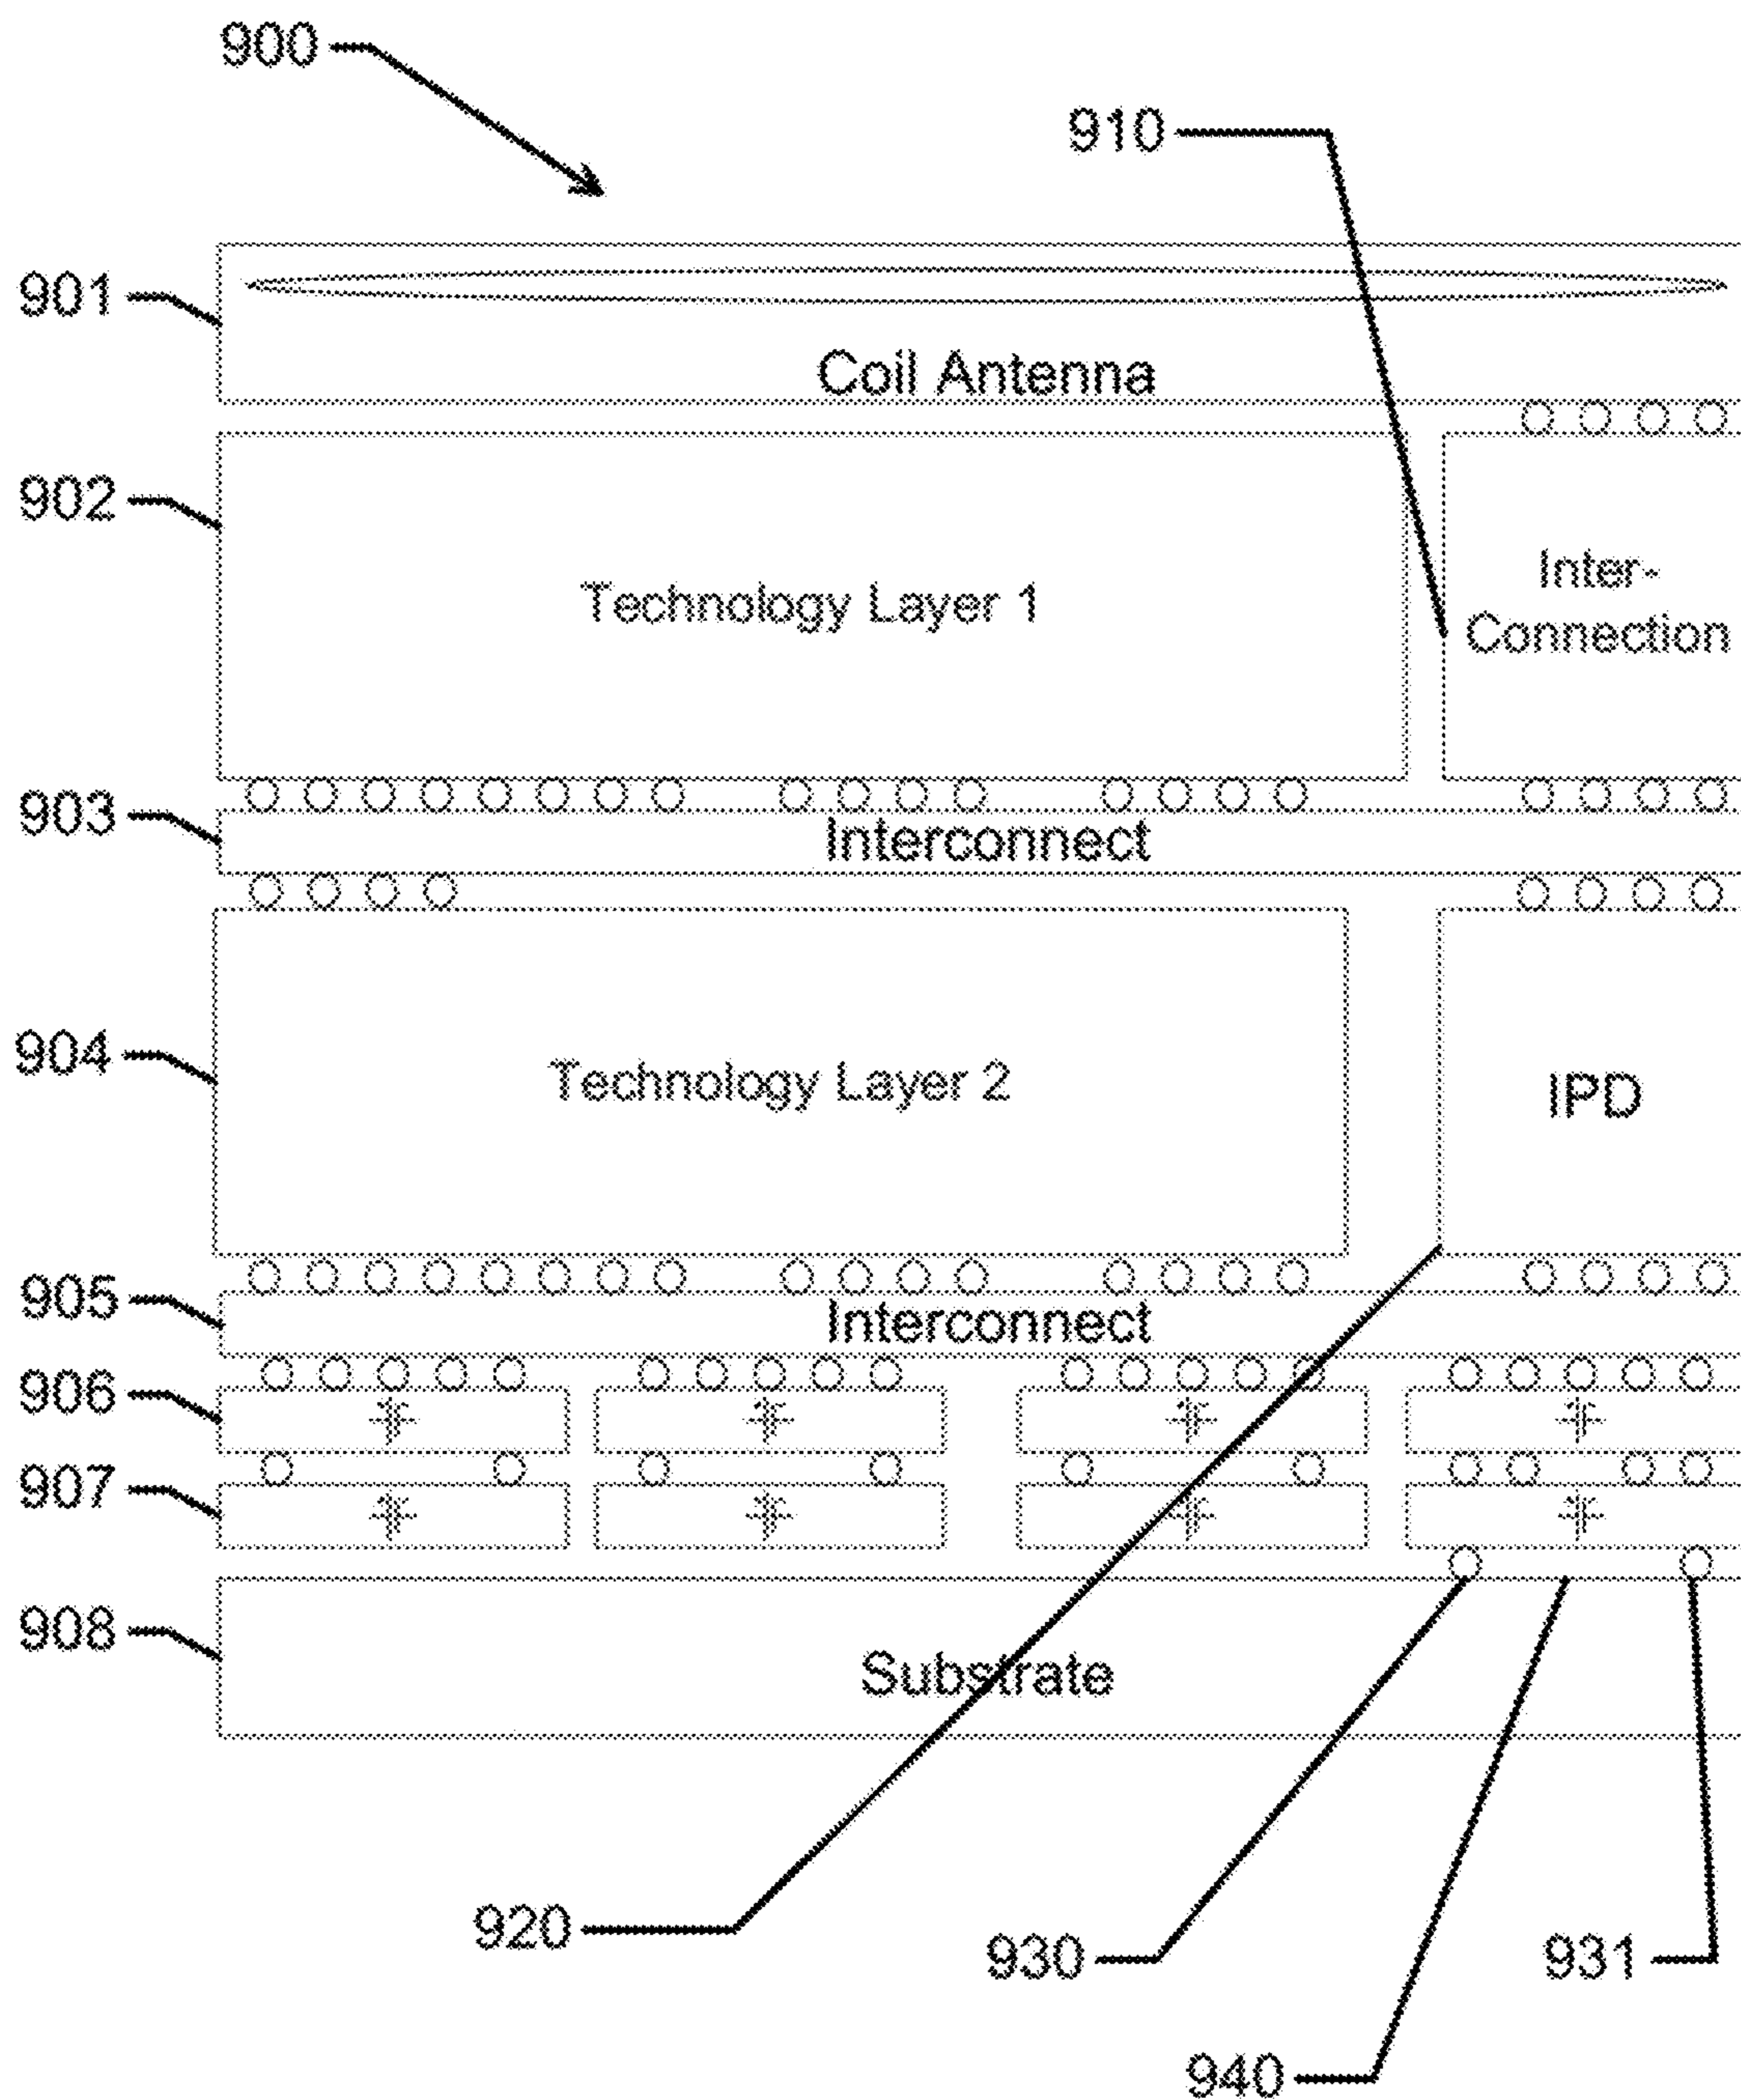 900
910
901
Coil Antenna
902
Technology Layer 1
Inter-
Connection
903
Interconnect
904
Technology Layer 2
IPD
905
Interconnect
906
907
908
Substrate
920
930
931
940